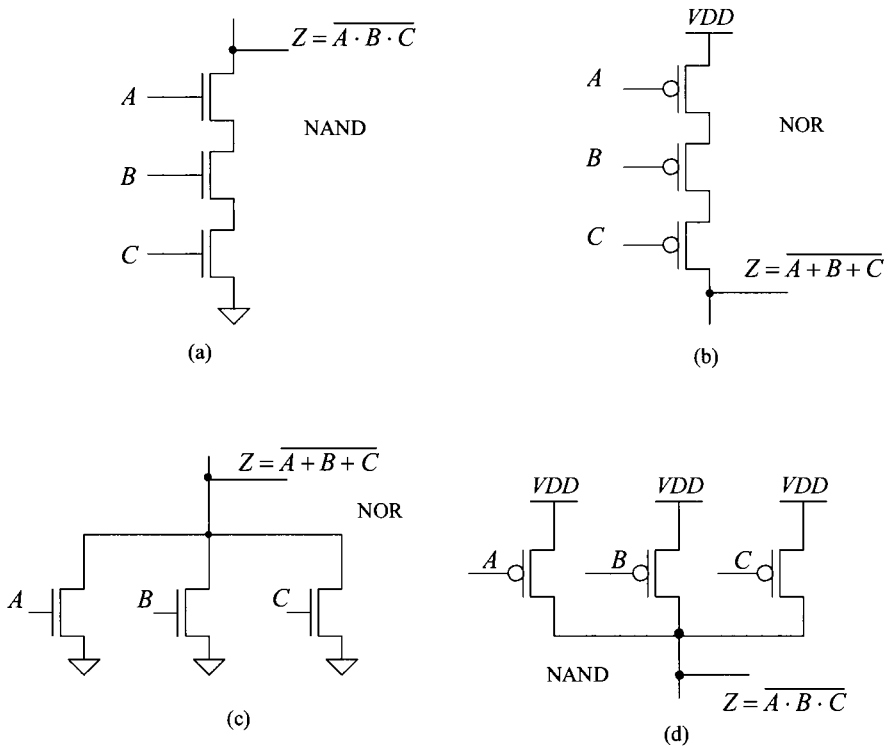 Z = \overline{A · B · C}
A
NAND
B
C
(a)
VDD
A
NOR
B
C
Z = \overline{A + B + C}
(b)
Z = \overline{A + B + C}
NOR
A
B
C
(c)
VDD
VDD
VDD
A
B
C
NAND
Z = \overline{A · B · C}
(d)